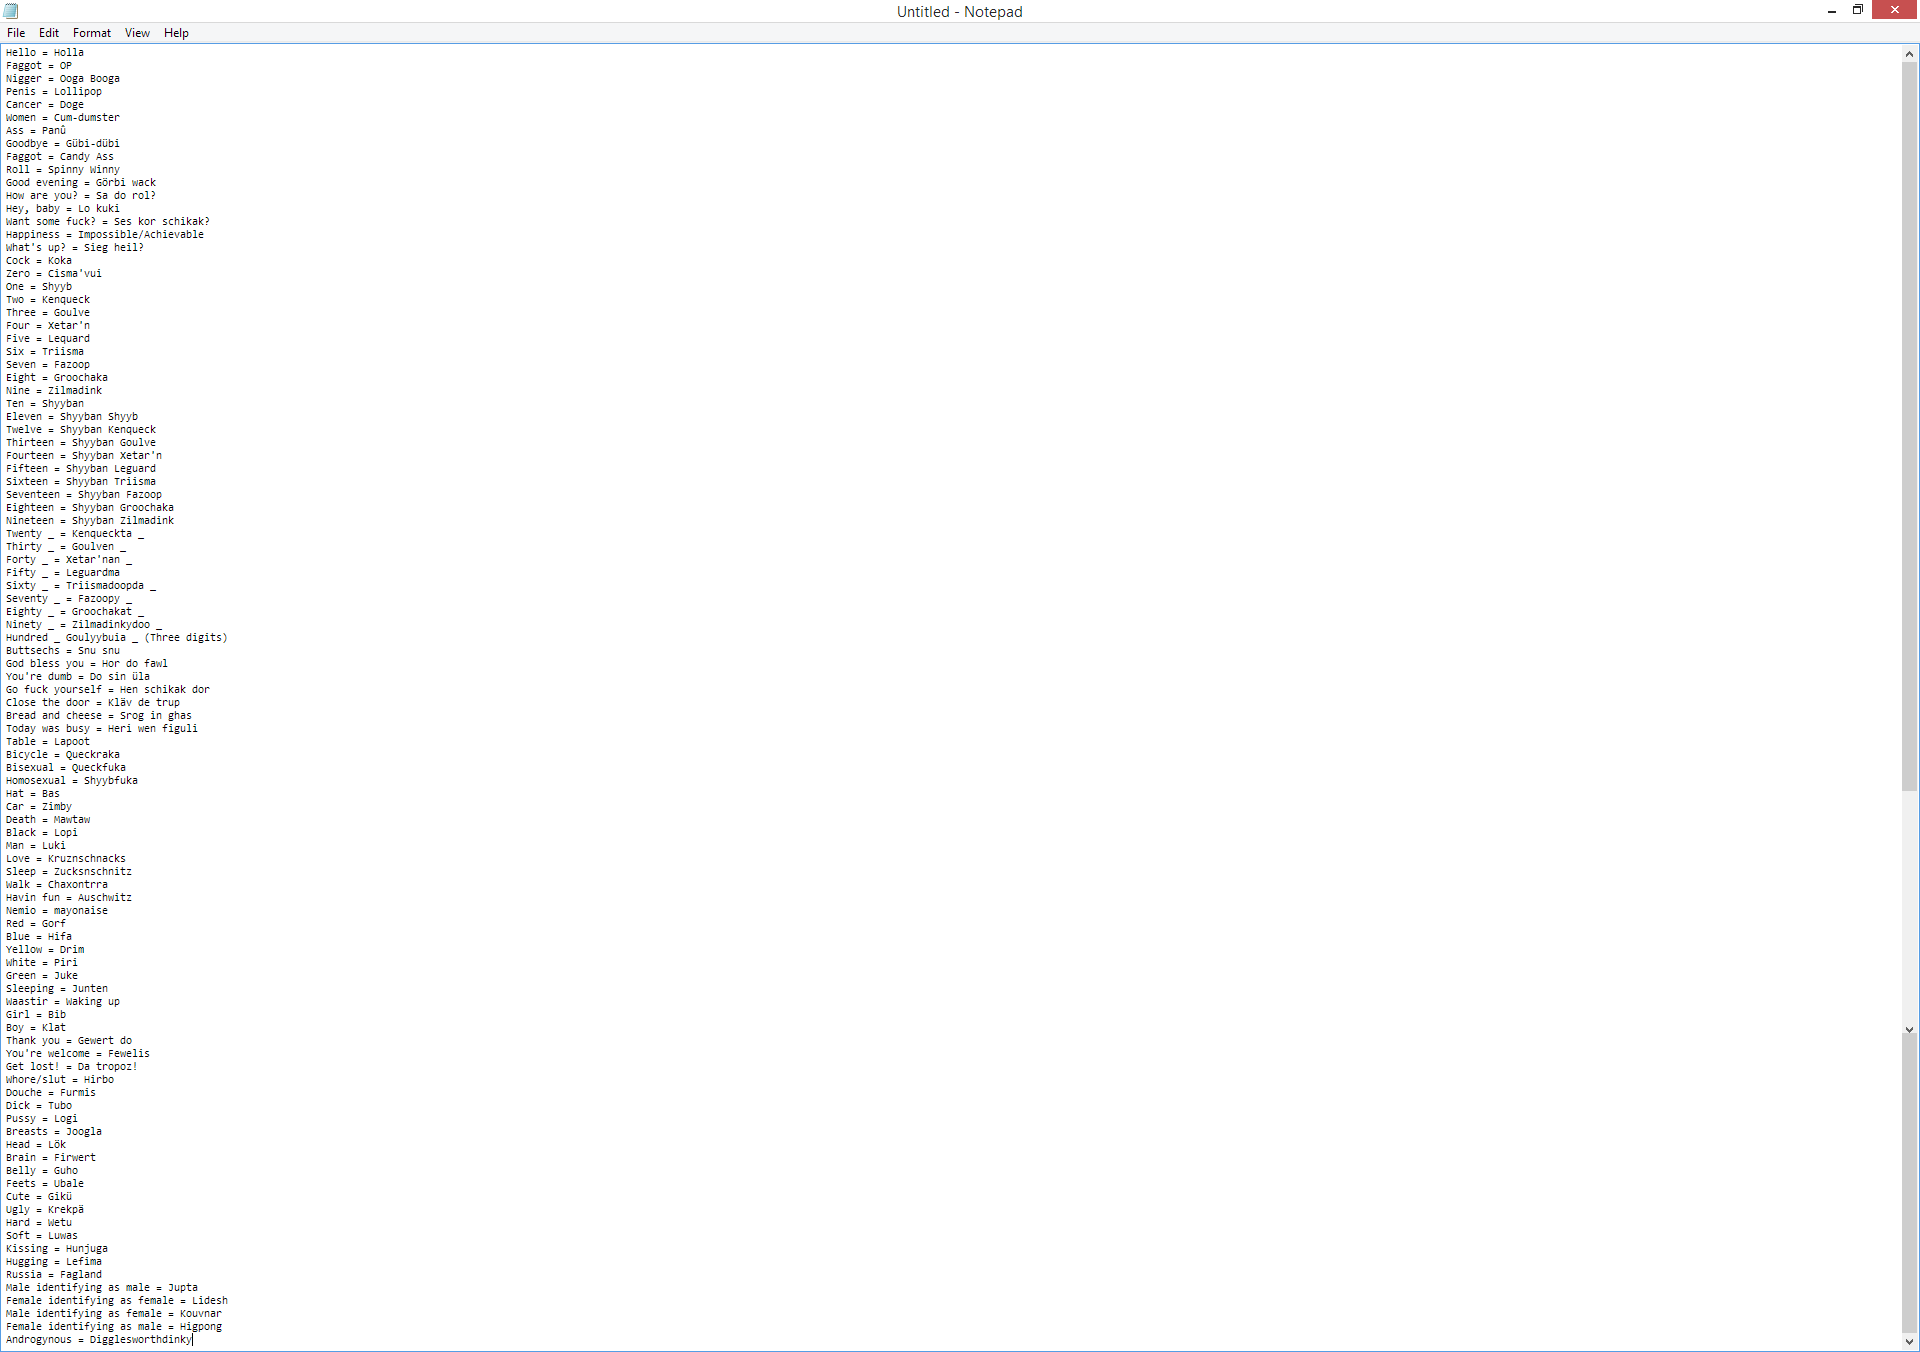 Untitled - Notepad
File Edit Format View Help
Hello = Holla
Faggot = OP
Nigger = Ooga Booga
Penis = Lollipop
Cancer = Doge
Women = Cum-dumster
Ass = Panû
Goodbye = Gübi-dübi
Faggot = Candy Ass
Roll = Spinny Winny
Good evening = Görbi wack
How are you? = Sa do rol?
Hey, baby = Lo kuki
Want some fuck? = Ses kor schikak?
Happiness = Impossible/Achievable
What's up? = Sieg heil?
Cock = Koka
Zero = Cisma'vui
One = Shyyb
Two = Kenqueck
Three = Goulve
Four = Xetar'n
Five = Lequard
Six = Triisma
Seven = Fazoop
Eight = Groochaka
Nine = Zilmadink
Ten = Shyyban
Eleven = Shyyban Shyyb
Twelve = Shyyban Kenqueck
Thirteen = Shyyban Goulve
Fourteen = Shyyban Xetar'n
Fifteen = Shyyban Leguard
Sixteen = Shyyban Triisma
Seventeen = Shyyban Fazoop
Eighteen = Shyyban Groochaka
Nineteen = Shyyban Zilmadink
Twenty _ = Kenqueckta _
Thirty _ = Goulven _
Forty _ = Xetar'nan _
Fifty _ = Leguardma
Sixty _ = Triismadoopda _
Seventy _ = Fazoopy _
Eighty _ = Groochakat _
Ninety _ = Zilmadinkydoo _
Hundred _ Goulyybuia _ (Three digits)
Buttsechs = Snu snu
God bless you = Hor do fawl
You're dumb = Do sin üla
Go fuck yourself = Hen schikak dor
Close the door = Kläv de trup
Bread and cheese = Srog in ghas
Today was busy = Heri wen figuli
Table = Lapoot
Bicycle = Queckraka
Bisexual = Queckfuka
Homosexual = Shyybfuka
Hat = Bas
Car = Zimby
Death = Mawtaw
Black = Lopi
Man = Luki
Love = Kruznschnacks
Sleep = Zucksnschnitz
Walk = Chaxontrra
Havin fun = Auschwitz
Nemio = mayonaise
Red = Gorf
Blue = Hifa
Yellow = Drim
White = Piri
Green = Juke
Sleeping = Junten
Waastir = Waking up
Girl = Bib
Boy = Klat
Thank you = Gewert do
You're welcome = Fewelis
Get lost! = Da tropoz!
Whore/slut = Hirbo
Douche = Furmis
Dick = Tubo
Pussy = Logi
Breasts = Joogla
Head = Lök
Brain = Firwert
Belly = Guho
Feets = Ubale
Cute = Gikü
Ugly = Krekpä
Hard = Wetu
Soft = Luwas
Kissing = Hunjuga
Hugging = Lefima
Russia = Fagland
Male identifying as male = Jupta
Female identifying as female = Lidesh
Male identifying as female = Kouvnar
Female identifying as male = Higpong
Androgynous = Digglesworthdinky